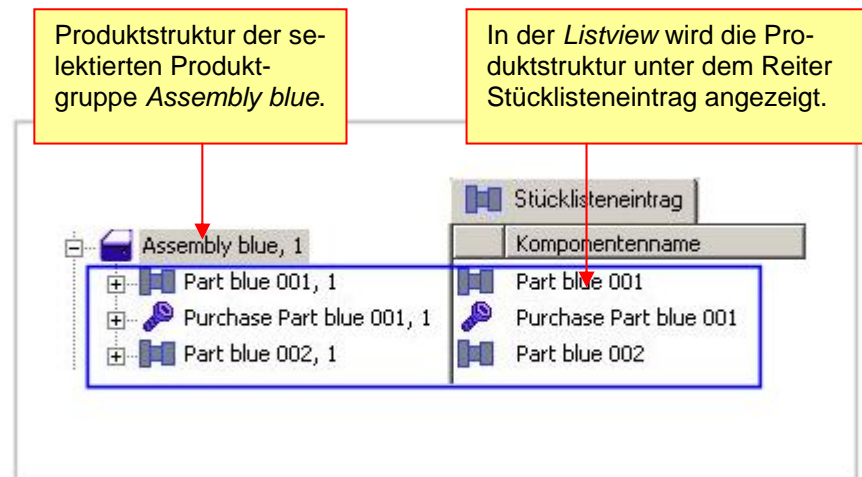 Produktstruktur der se-
lektierten Produkt-
gruppe Assembly blue.
In der Listview wird die Pro-
duktstruktur unter dem Reiter
Stücklisteneintrag angezeigt.
Stücklisteneintrag
Assembly blue, 1
Komponentenname
Part blue 001, 1
Part blue 001
Purchase Part blue 001, 1
Purchase Part blue 001
Part blue 002, 1
Part blue 002